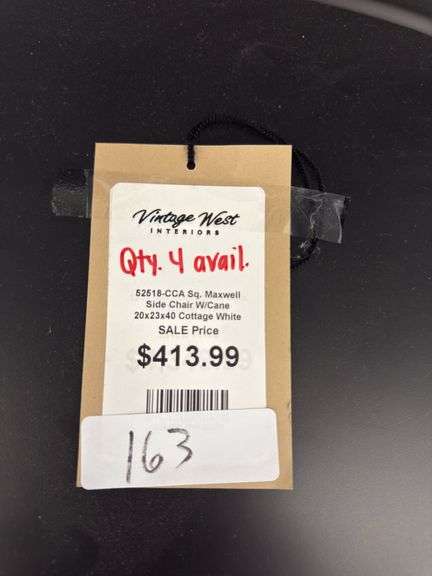 Vintage West
INTERIORS
Qty. 4 avail.
52518-CCA Sq. Maxwell
Side Chair W/Cane
20x23x40 Cottage White
SALE Price
$413.99
163